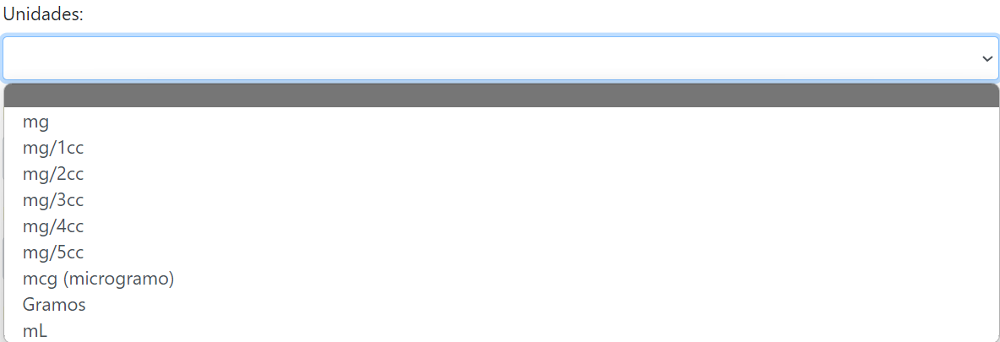 Unidades:
mg
mg/1cc
mg/2cc
mg/3cc
mg/4cc
mg/5cc
mcg (microgramo)
Gramos
mL